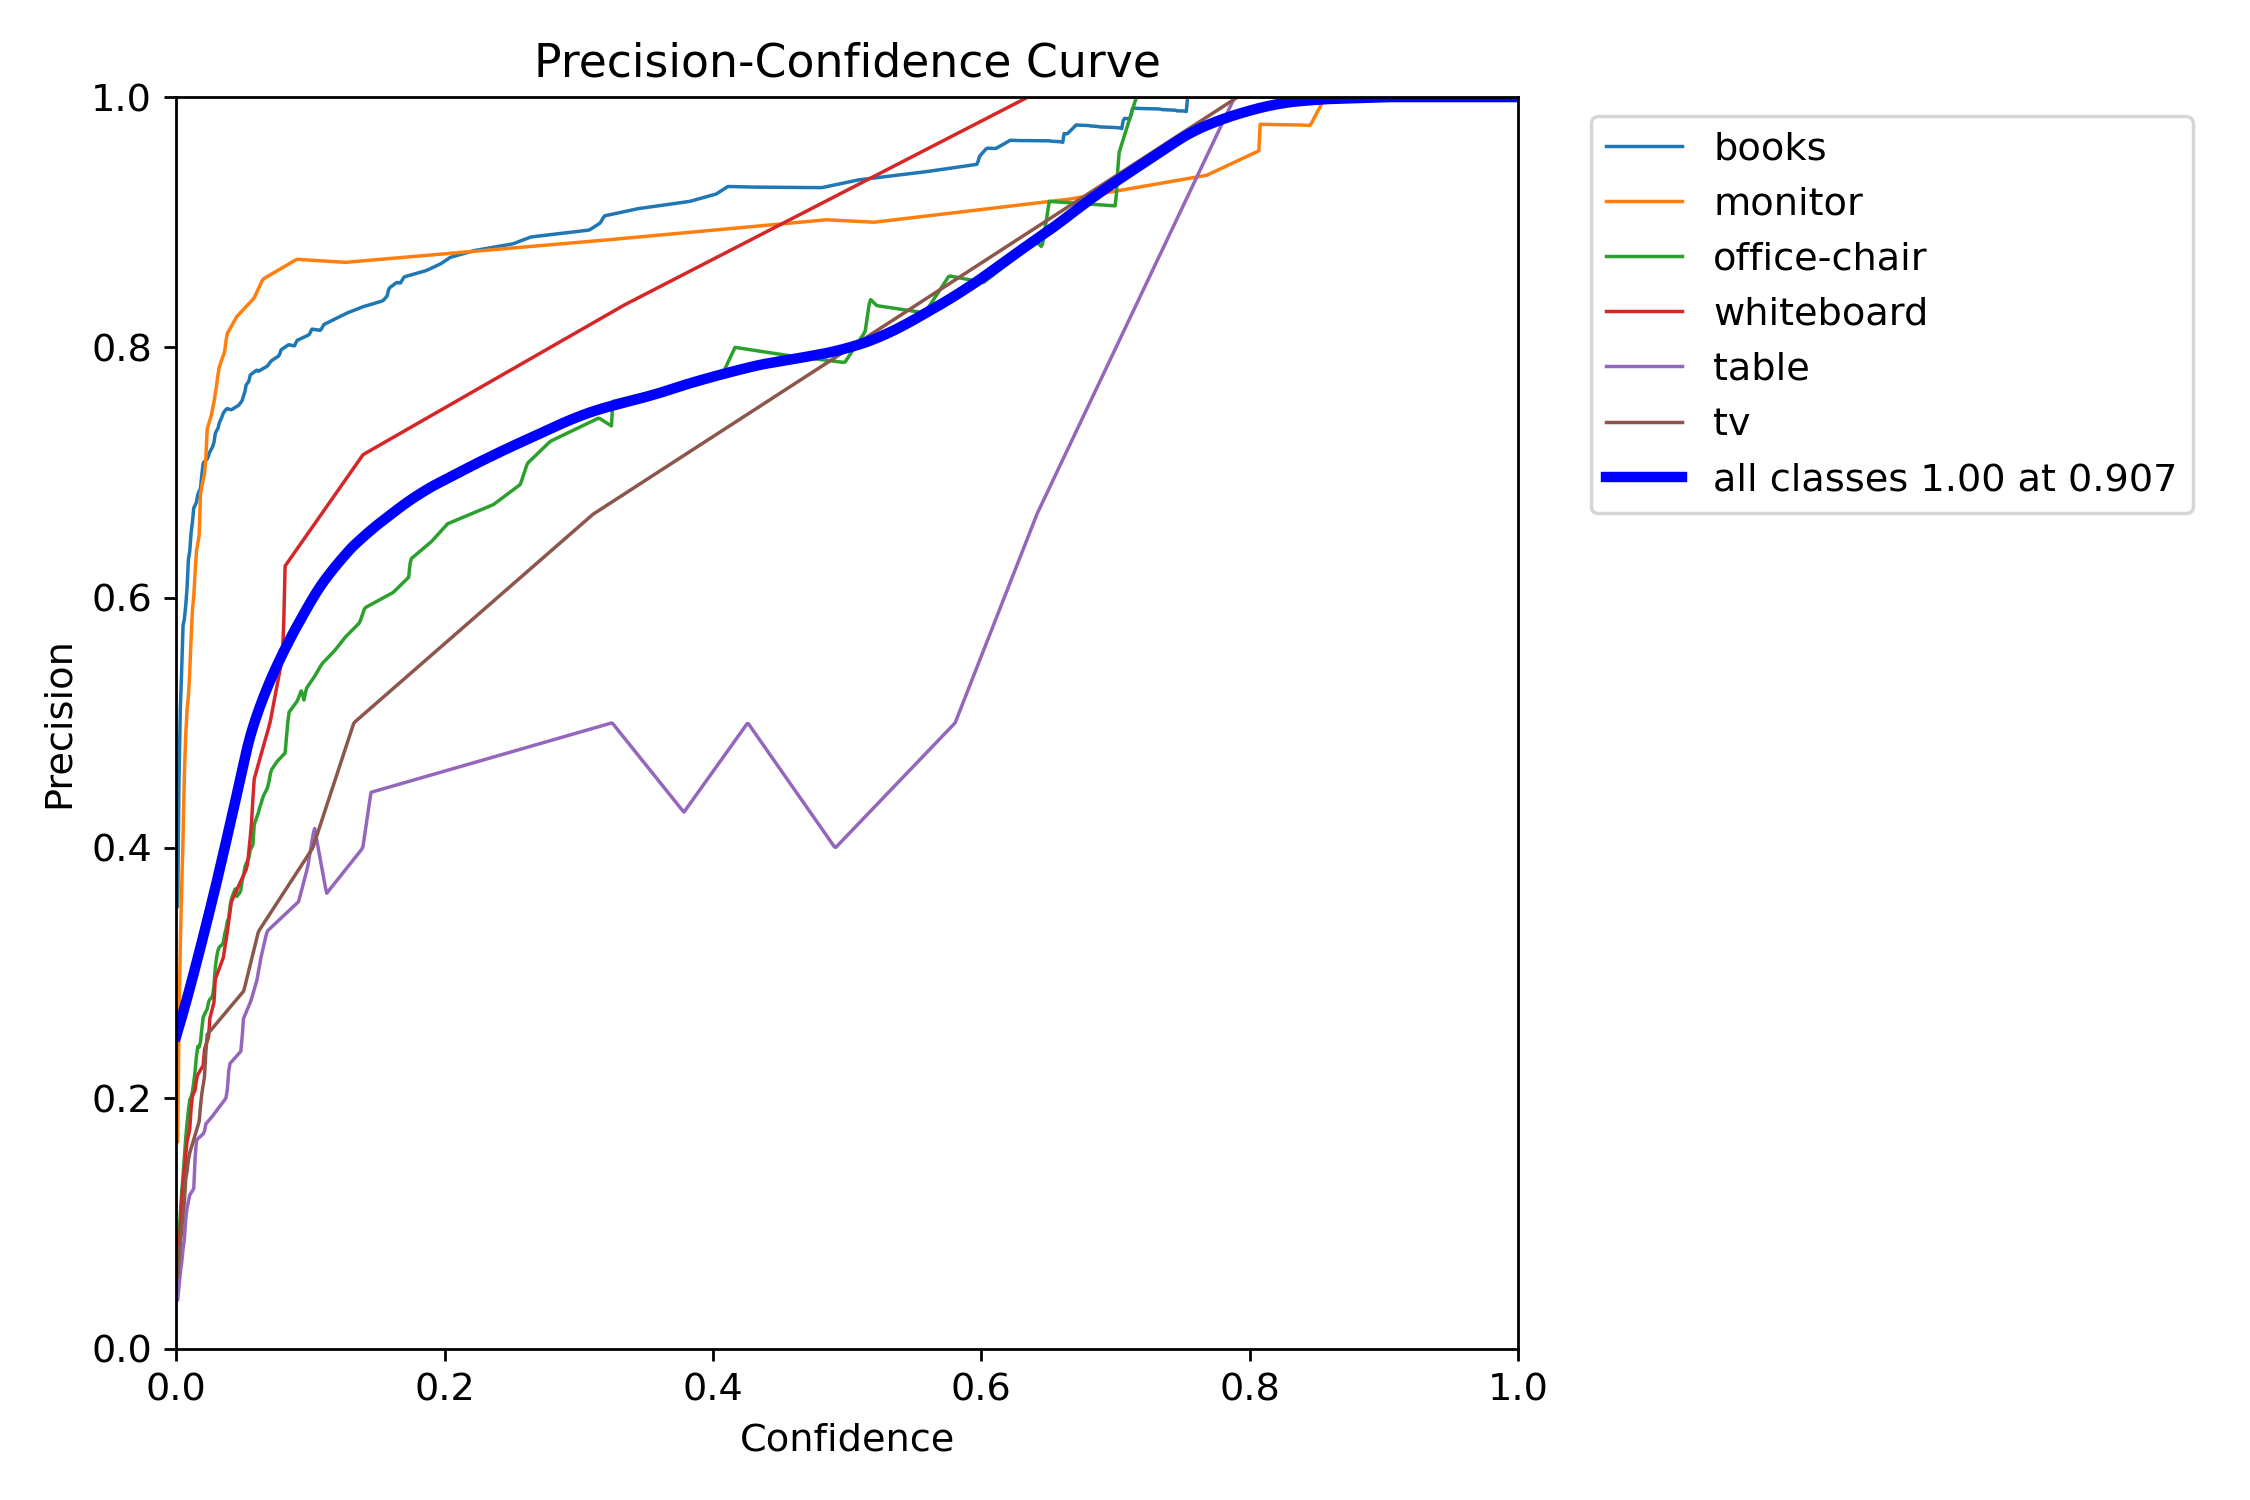 Precision-Confidence Curve
1.0
0.8
0.6
0.4
0.2
0.0
Precision
0.0 0.2 0.4 0.6 0.8 1.0
Confidence
books
monitor
office-chair
whiteboard
table
tv
all classes 1.00 at 0.907